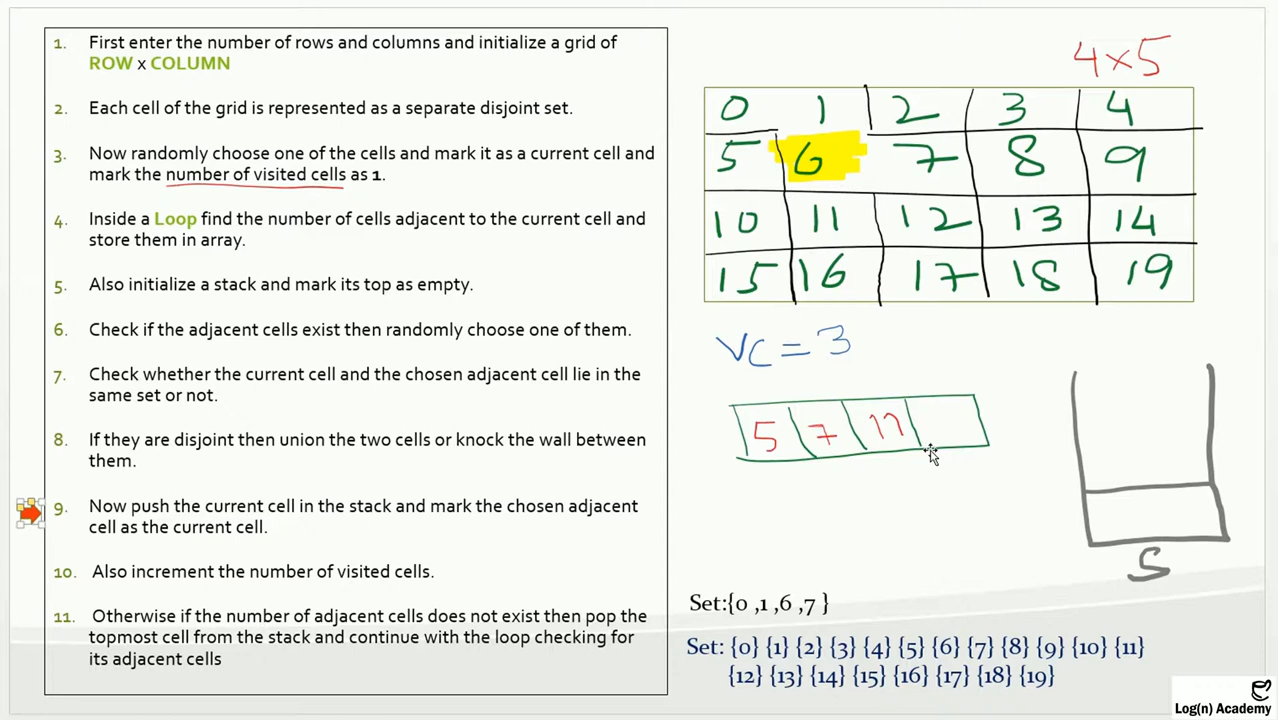 1. First enter the number of rows and columns and initialize a grid of
ROW x COLUMN
2. Each cell of the grid is represented as a separate disjoint set.
3. Now randomly choose one of the cells and mark it as a current cell and
mark the number of visited cells as 1.
4. Inside a Loop find the number of cells adjacent to the current cell and
store them in array.
5. Also initialize a stack and mark its top as empty.
6. Check if the adjacent cells exist then randomly choose one of them.
7. Check whether the current cell and the chosen adjacent cell lie in the
same set or not.
8. If they are disjoint then union the two cells or knock the wall between
them.
9. Now push the current cell in the stack and mark the chosen adjacent
cell as the current cell.
10. Also increment the number of visited cells.
11. Otherwise if the number of adjacent cells does not exist then pop the
topmost cell from the stack and continue with the loop checking for
its adjacent cells
4×5
0 1 2 3 4
5 6 7 8 9
10 11 12 13 14
15 16 17 18 19
VC = 3
5 7 11
S
Set:{0 ,1 ,6 ,7 }
Set: {0} {1} {2} {3} {4} {5} {6} {7} {8} {9} {10} {11}
{12} {13} {14} {15} {16} {17} {18} {19}
Log(n) Academy